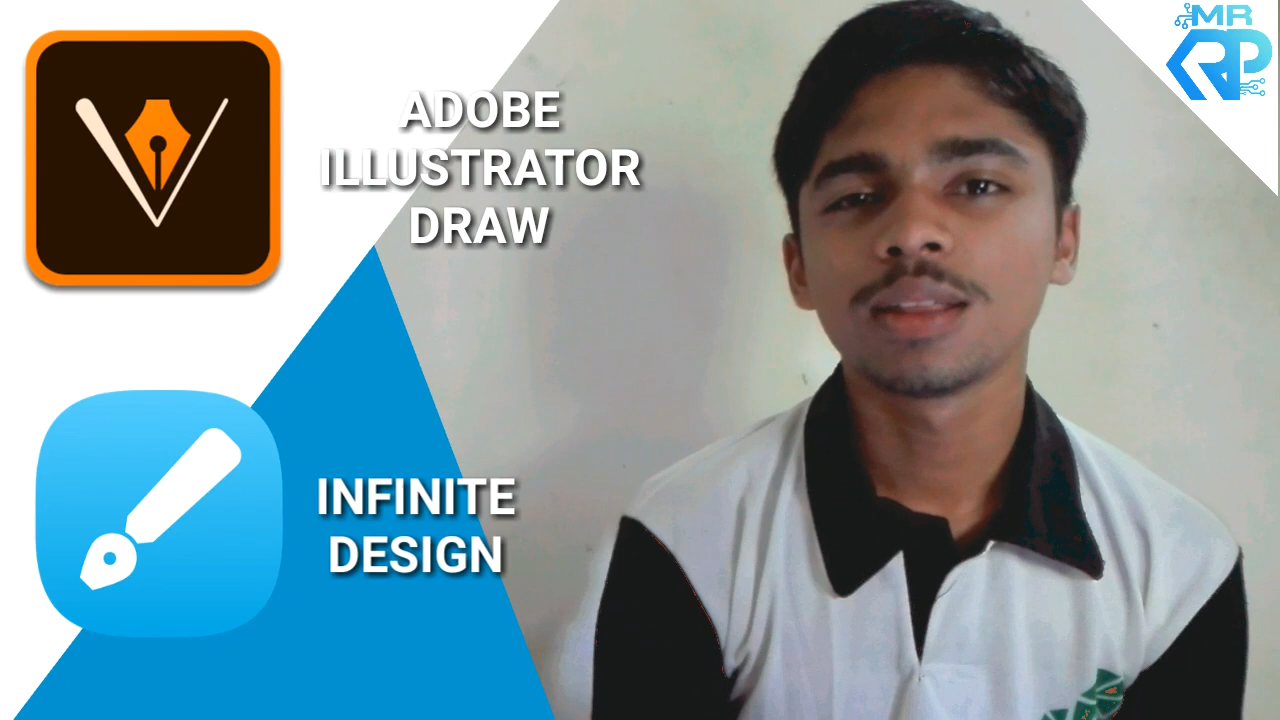 ADOBE
ILLUSTRATOR
DRAW
INFINITE
DESIGN
MR
RP